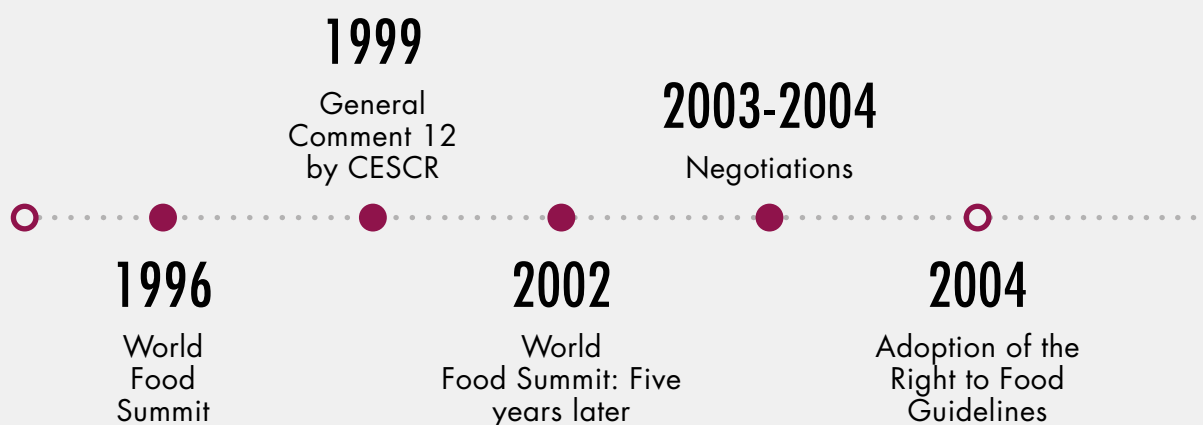 1999
General
Comment 12
by CESCR
2003-2004
Negotiations
1996
World
Food
Summit
2002
World
Food Summit: Five
years later
2004
Adoption of the
Right to Food
Guidelines